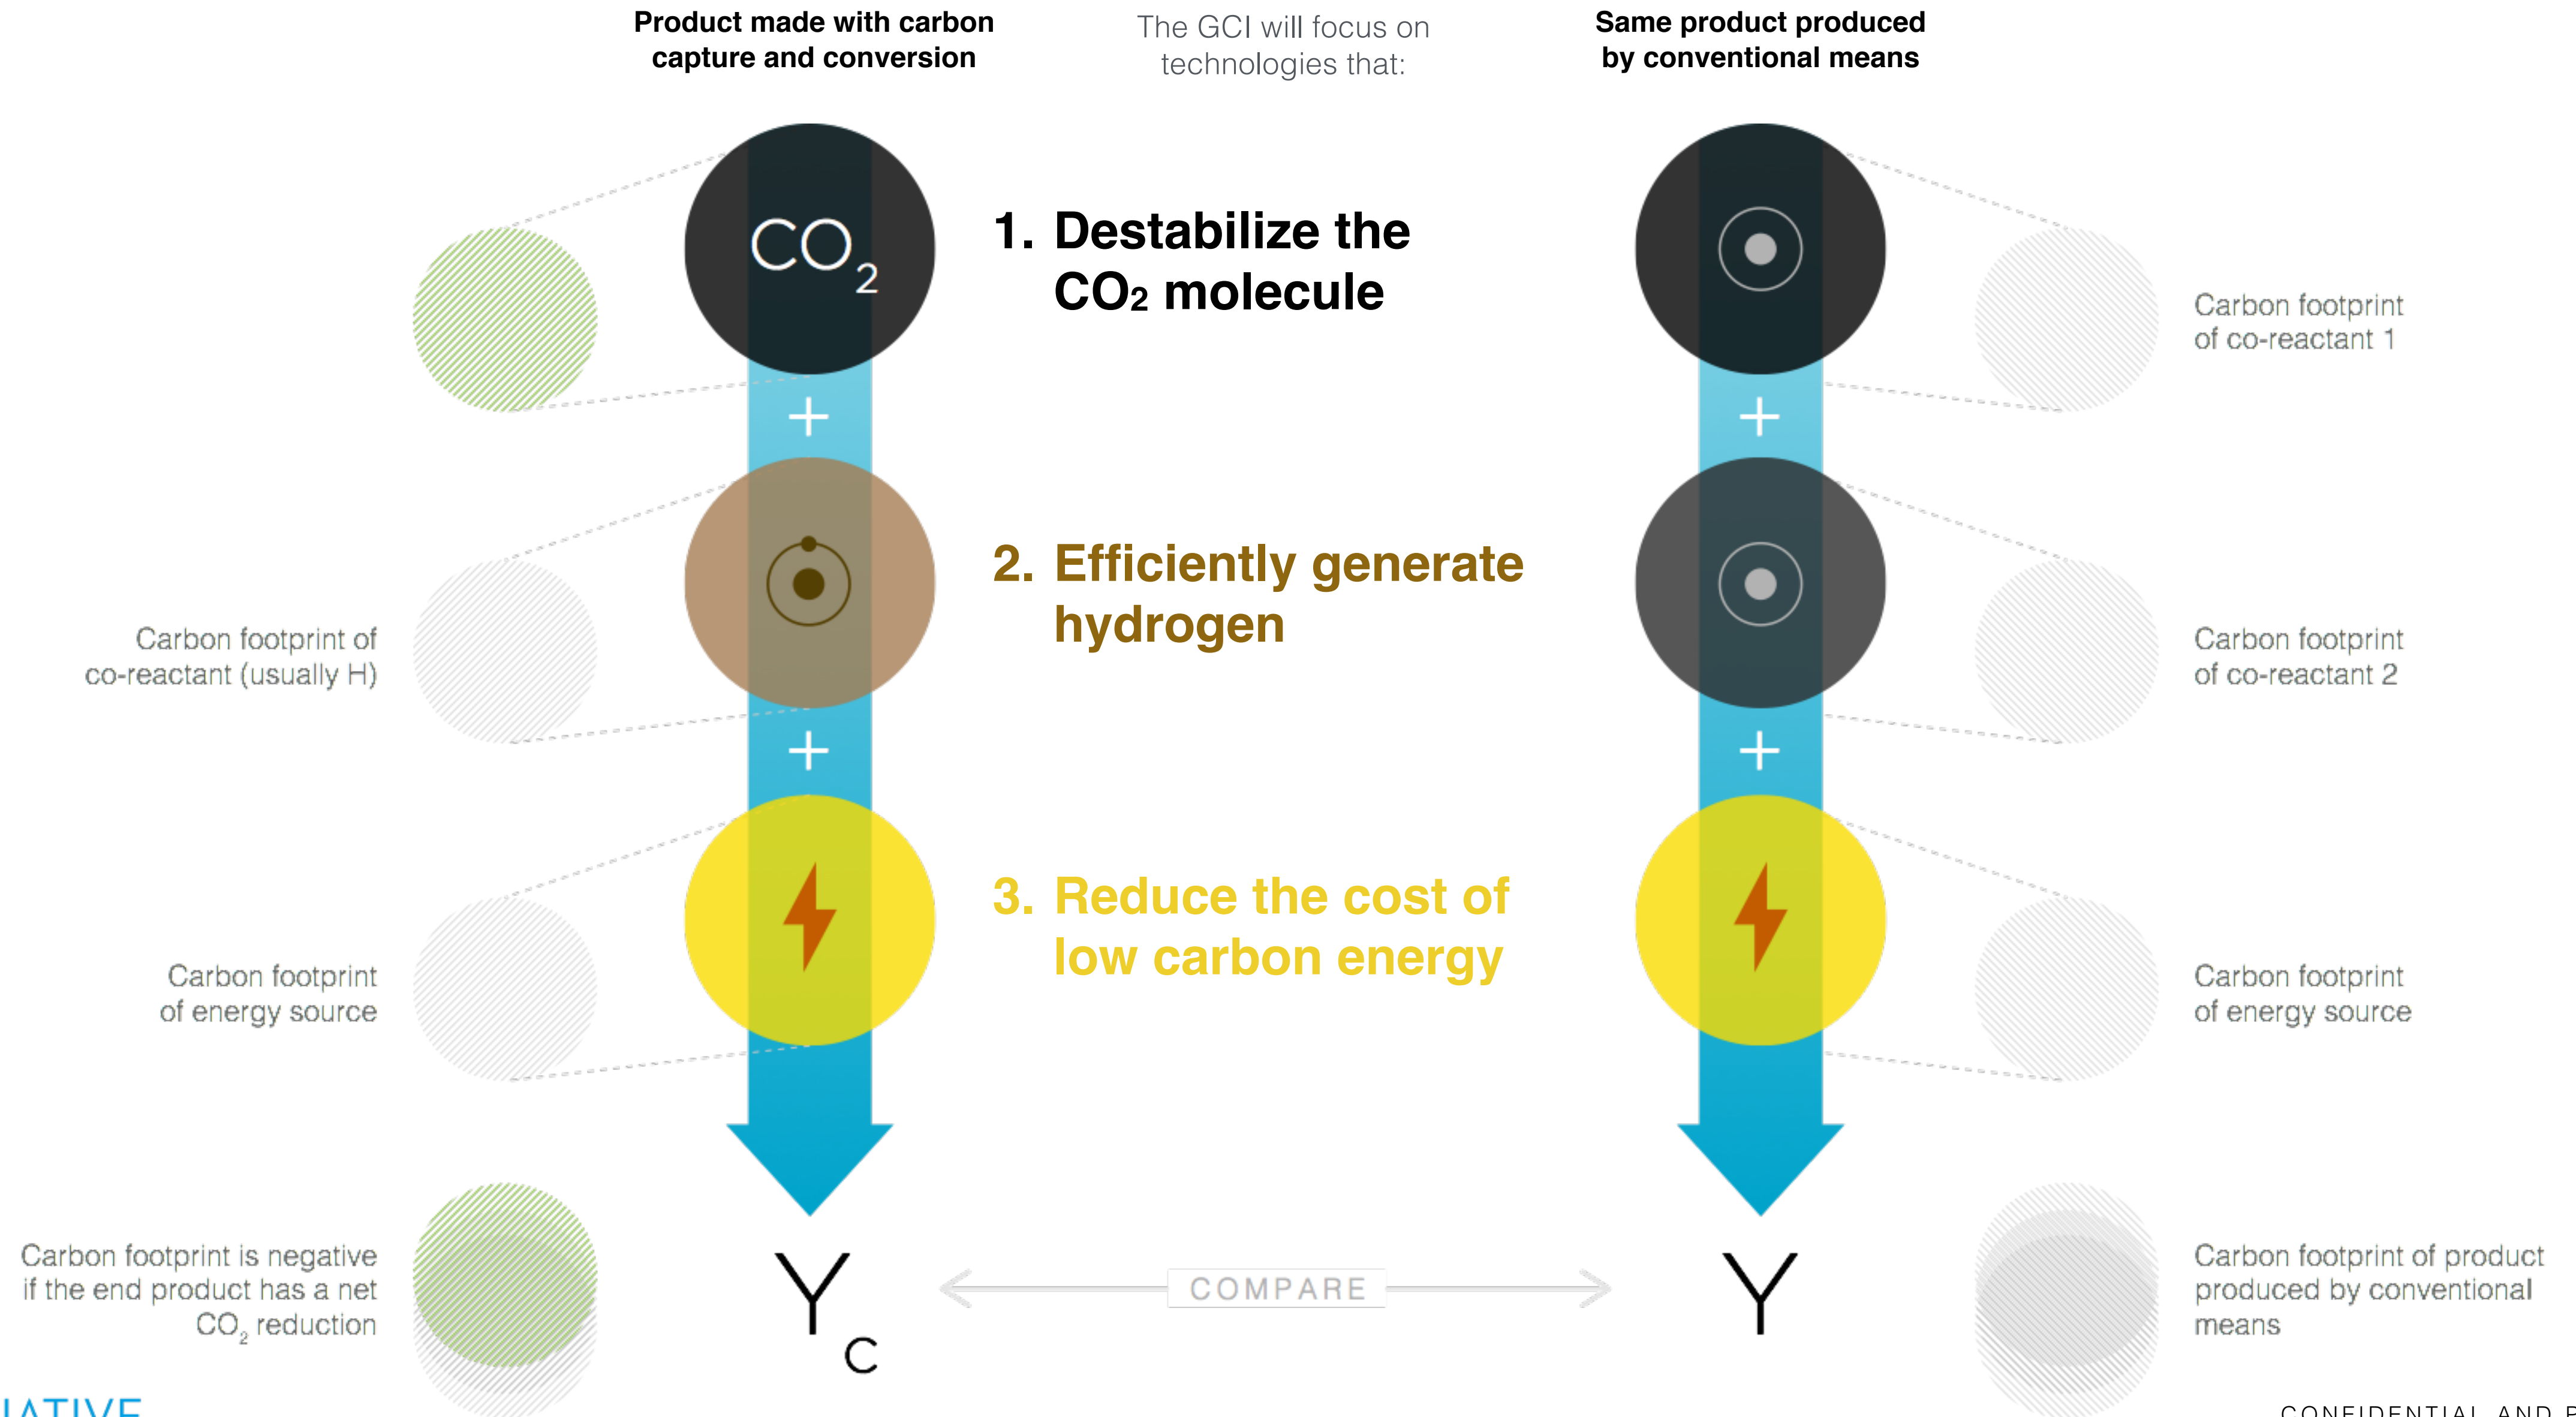 Product made with carbon
capture and conversion
The GCI will focus on
technologies that:
Same product produced
by conventional means
CO₂
1. Destabilize the
CO₂ molecule
Carbon footprint
of co-reactant 1
+
+
Carbon footprint of
co-reactant (usually H)
2. Efficiently generate
hydrogen
Carbon footprint
of co-reactant 2
+
+
Carbon footprint
of energy source
3. Reduce the cost of
low carbon energy
Carbon footprint
of energy source
Carbon footprint is negative
if the end product has a net
CO₂ reduction
Y C
COMPARE
Y
Carbon footprint of product
produced by conventional
means
CONFIDENTIAL AND